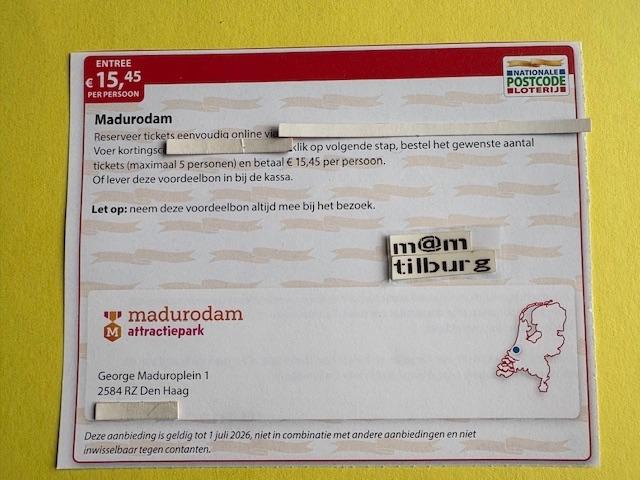 ENTREE
€ 15,45
PER PERSOON
NATIONALE
POSTCODE
LOTERIJ
Madurodam
Reserveer tickets eenvoudig online
Voer klik op volgende stap, bestel het gewenste aantal
tickets (maximaal 5 personen) en betaal € 15,45 per persoon.
Of lever deze voordeelbon in bij de kassa.
Let op: neem deze voordeelbon altijd mee bij het bezoek.
m@m
tilburg
M madurodam
attractiepark
George Maduroplein 1
2584 RZ Den Haag
Deze aanbieding is geldig tot 1 juli 2026, niet in combinatie met andere aanbiedingen en niet
inwisselbaar tegen contanten.